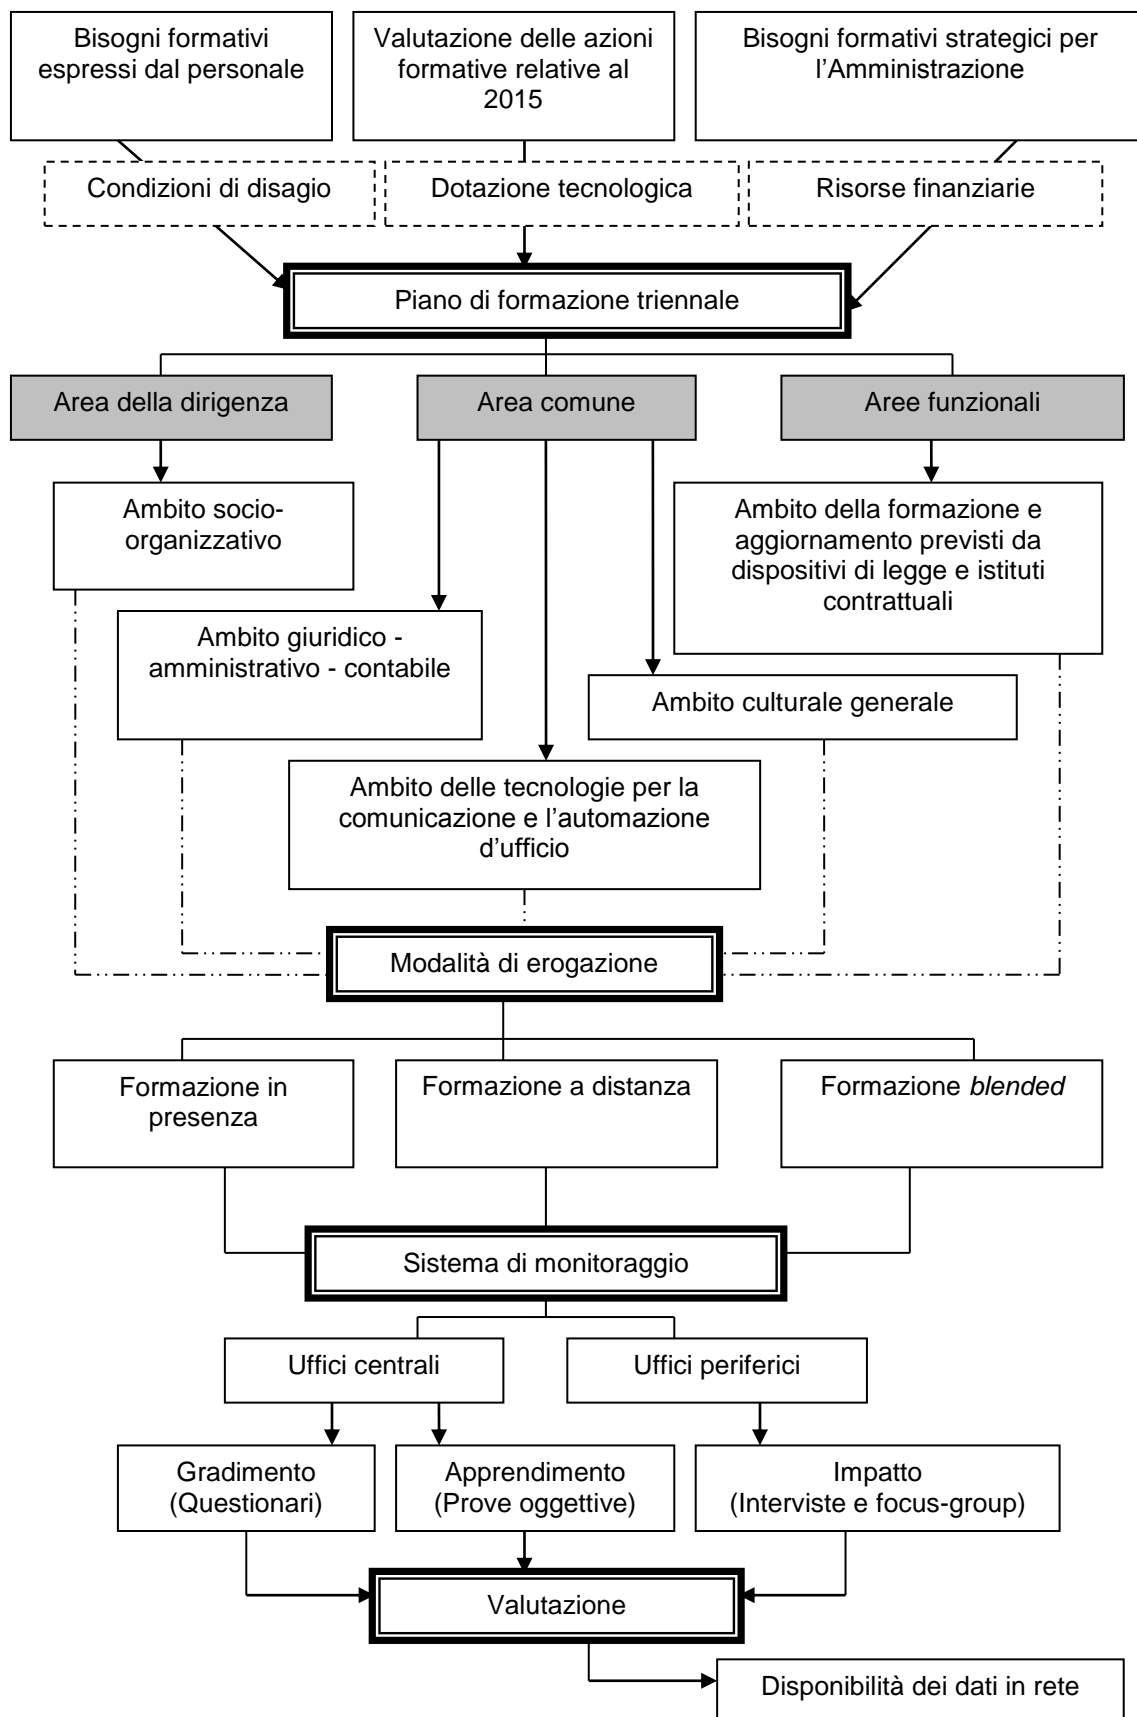 Bisogni formativi
espressi dal personale
Valutazione delle azioni
formative relative al
2015
Bisogni formativi strategici per
l’Amministrazione
Condizioni di disagio
Dotazione tecnologica
Risorse finanziarie
Piano di formazione triennale
Area della dirigenza
Area comune
Aree funzionali
Ambito socio-
organizzativo
Ambito della formazione e
aggiornamento previsti da
dispositivi di legge e istituti
contrattuali
Ambito giuridico -
amministrativo - contabile
Ambito culturale generale
Ambito delle tecnologie per la
comunicazione e l’automazione
d’ufficio
Modalità di erogazione
Formazione in
presenza
Formazione a distanza
Formazione blended
Sistema di monitoraggio
Uffici centrali
Uffici periferici
Gradimento
(Questionari)
Apprendimento
(Prove oggettive)
Impatto
(Interviste e focus-group)
Valutazione
Disponibilità dei dati in rete